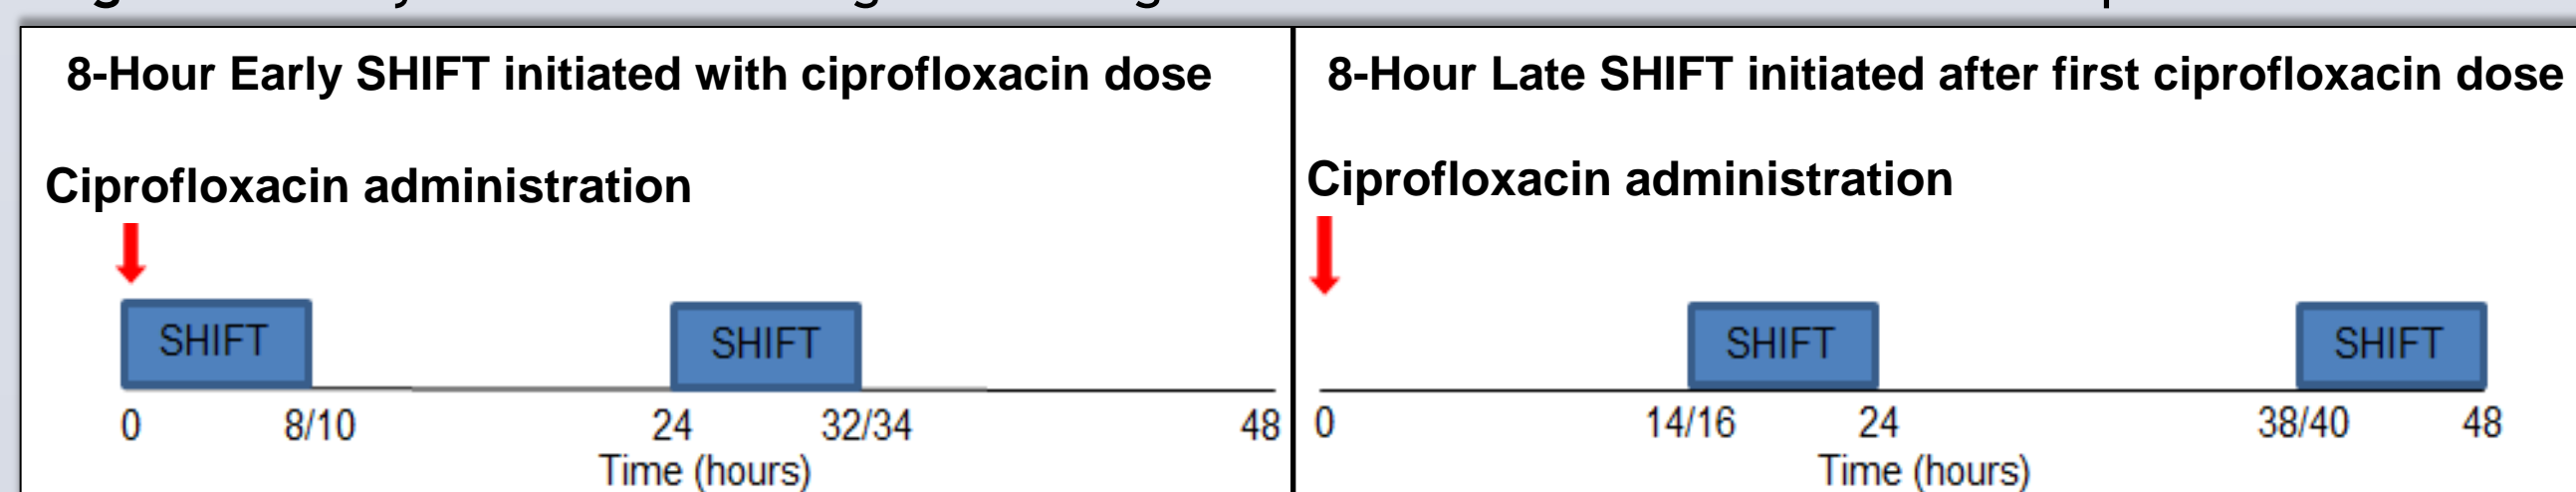 8-Hour Early SHIFT initiated with ciprofloxacin dose
Ciprofloxacin administration
SHIFT SHIFT
0 8/10 24 32/34 48
Time (hours)
8-Hour Late SHIFT initiated after first ciprofloxacin dose
Ciprofloxacin administration
SHIFT SHIFT
0 14/16 24 38/40 48
Time (hours)